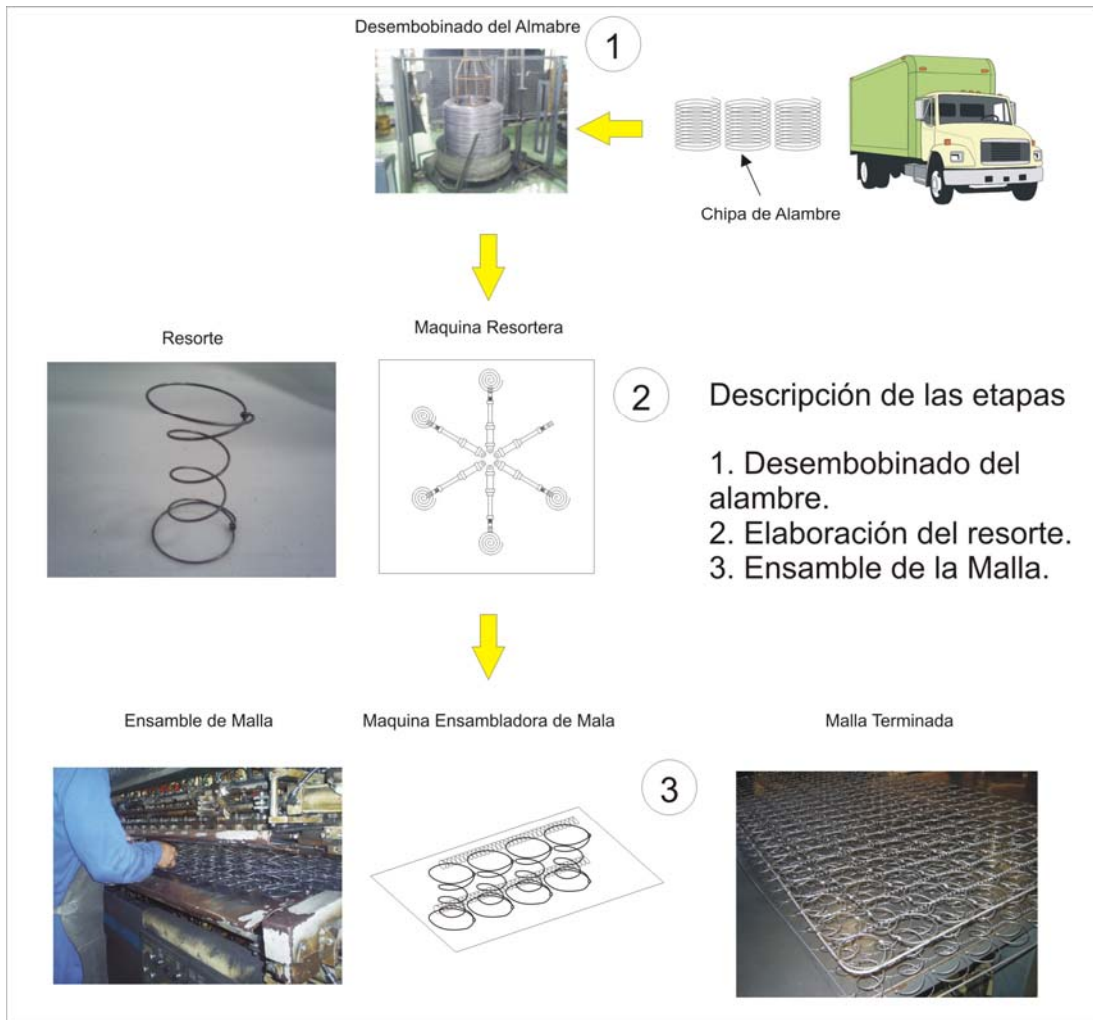 Desembobinado del Almabre
1
Chipa de Alambre
Resorte
Maquina Resortera
2
Descripción de las etapas
1. Desembobinado del
alambre.
2. Elaboración del resorte.
3. Ensamble de la Malla.
Ensamble de Malla
Maquina Ensambladora de Mala
Malla Terminada
3